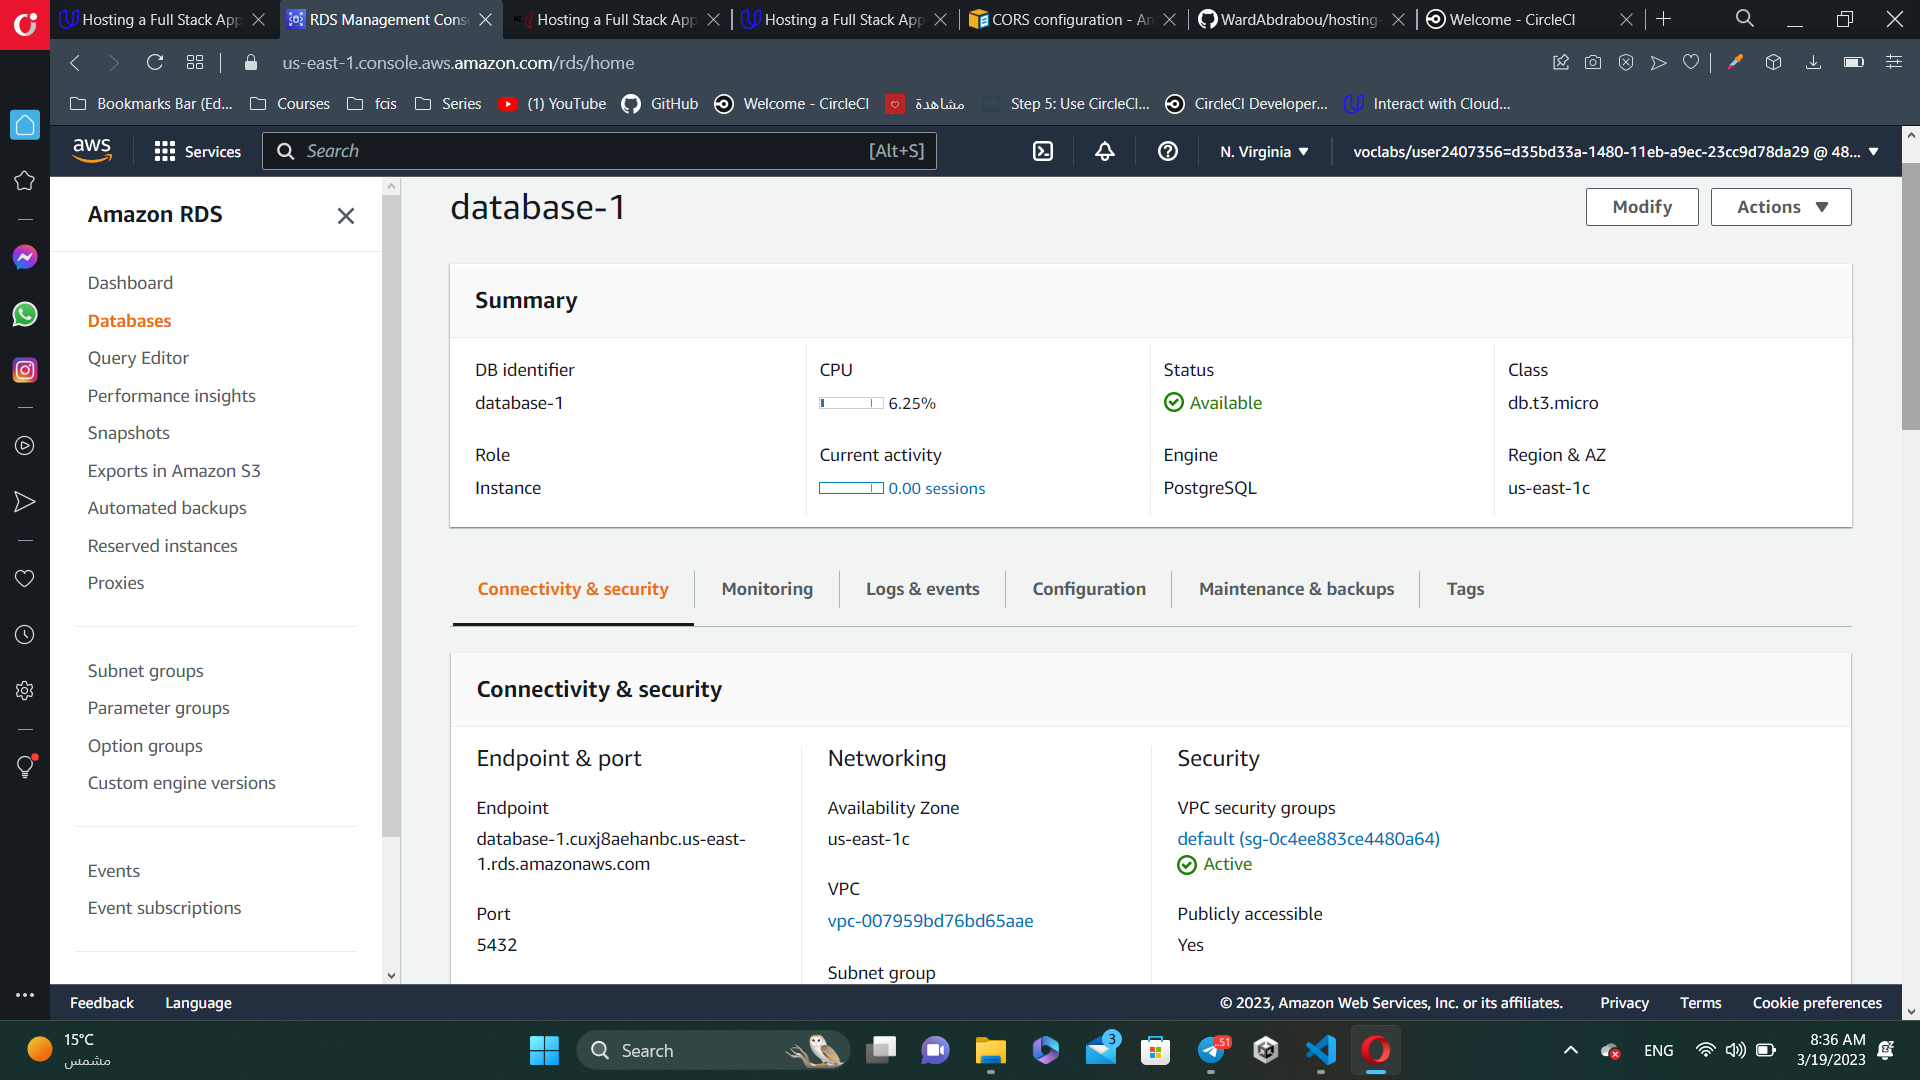 Hosting a Full Stack App
RDS Management Cons
Hosting a Full Stack App
Hosting a Full Stack App
CORS configuration - An
WardAbdrabou/hosting-
Welcome - CircleCI
us-east-1.console.aws.amazon.com/rds/home
Bookmarks Bar (Ed...
Courses
fcis
Series
(1) YouTube
GitHub
Welcome - CircleCI
مشاهدة
Step 5: Use CircleCI...
CircleCI Developer...
Interact with Cloud...
aws
Services
Search
[Alt+S]
N. Virginia
voclabs/user2407356=d35bd33a-1480-11eb-a9ec-23cc9d78da29 @ 48...
Amazon RDS
Dashboard
Databases
Query Editor
Performance insights
Snapshots
Exports in Amazon S3
Automated backups
Reserved instances
Proxies
Subnet groups
Parameter groups
Option groups
Custom engine versions
Events
Event subscriptions
database-1
Modify
Actions
Summary
DB identifier
database-1
CPU
6.25%
Status
Available
Class
db.t3.micro
Role
Instance
Current activity
0.00 sessions
Engine
PostgreSQL
Region & AZ
us-east-1c
Connectivity & security
Monitoring
Logs & events
Configuration
Maintenance & backups
Tags
Connectivity & security
Endpoint & port
Endpoint
database-1.cuxj8aehanbc.us-east-
1.rds.amazonaws.com
Port
5432
Networking
Availability Zone
us-east-1c
VPC
vpc-007959bd76bd65aae
Subnet group
Security
VPC security groups
default (sg-0c4ee883ce4480a64)
Active
Publicly accessible
Yes
Feedback
Language
© 2023, Amazon Web Services, Inc. or its affiliates.
Privacy
Terms
Cookie preferences
15°C
مشمس
Search
3
51
ENG
8:36 AM
3/19/2023